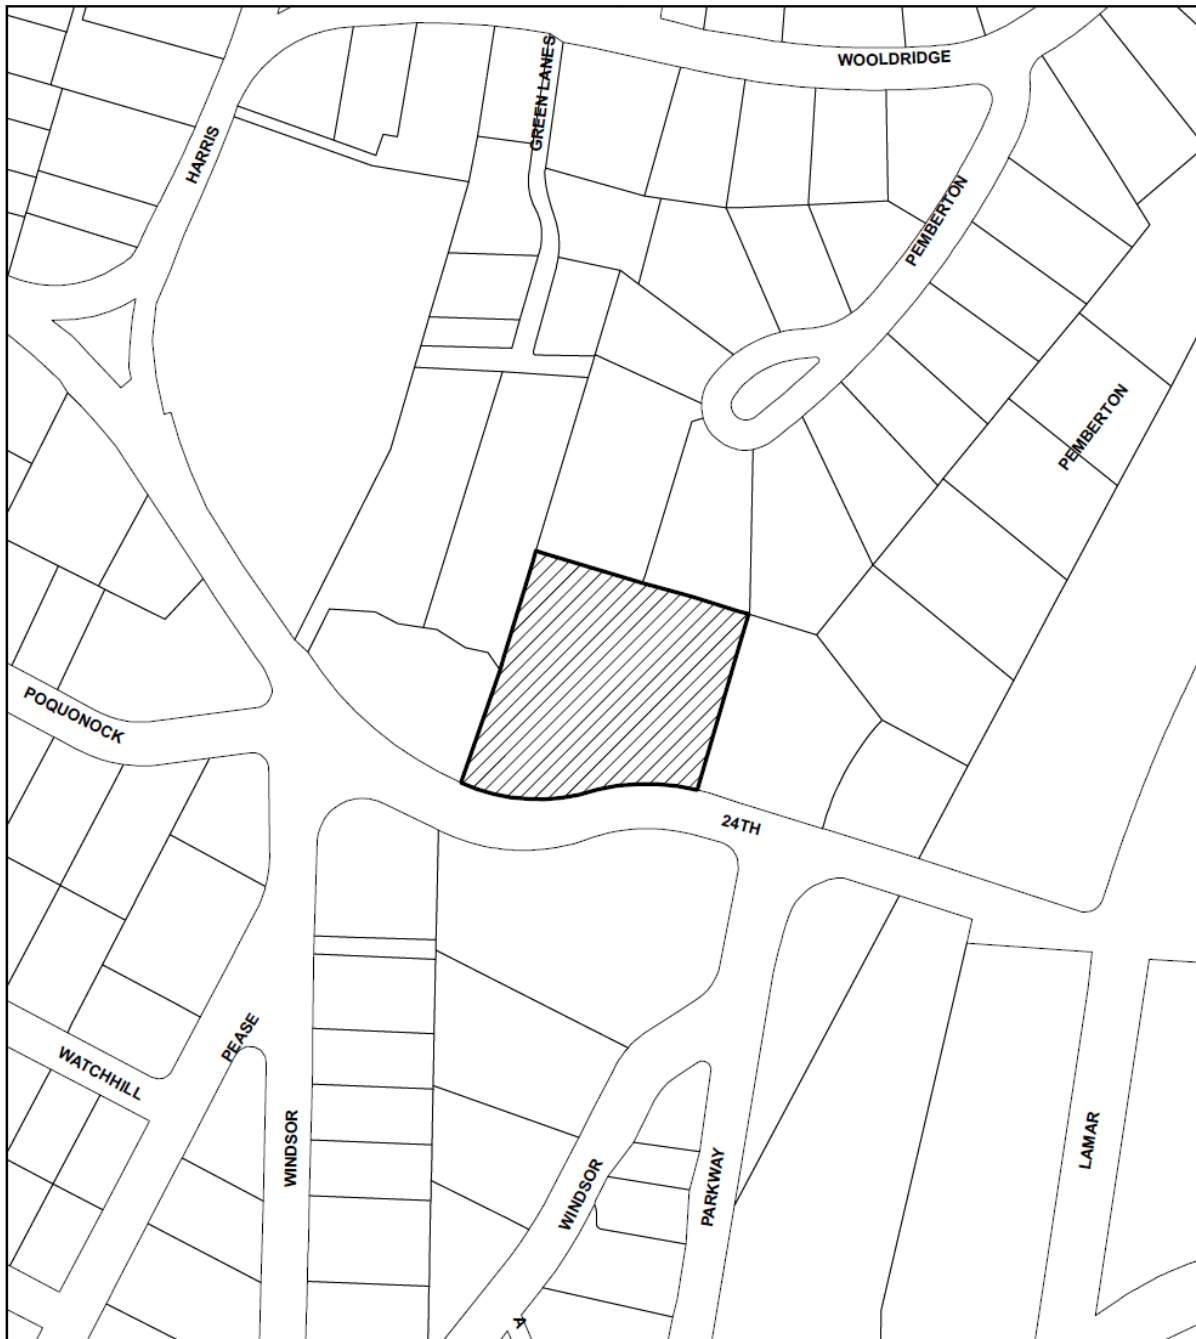 WOOLDRIDGE
GREEN LANES
HARRIS
PEMBERTON
PEMBERTON
POQUONOCK
24TH
PEASE
WATCHHILL
WINDSOR
WINDSOR
PARKWAY
LAMAR
A